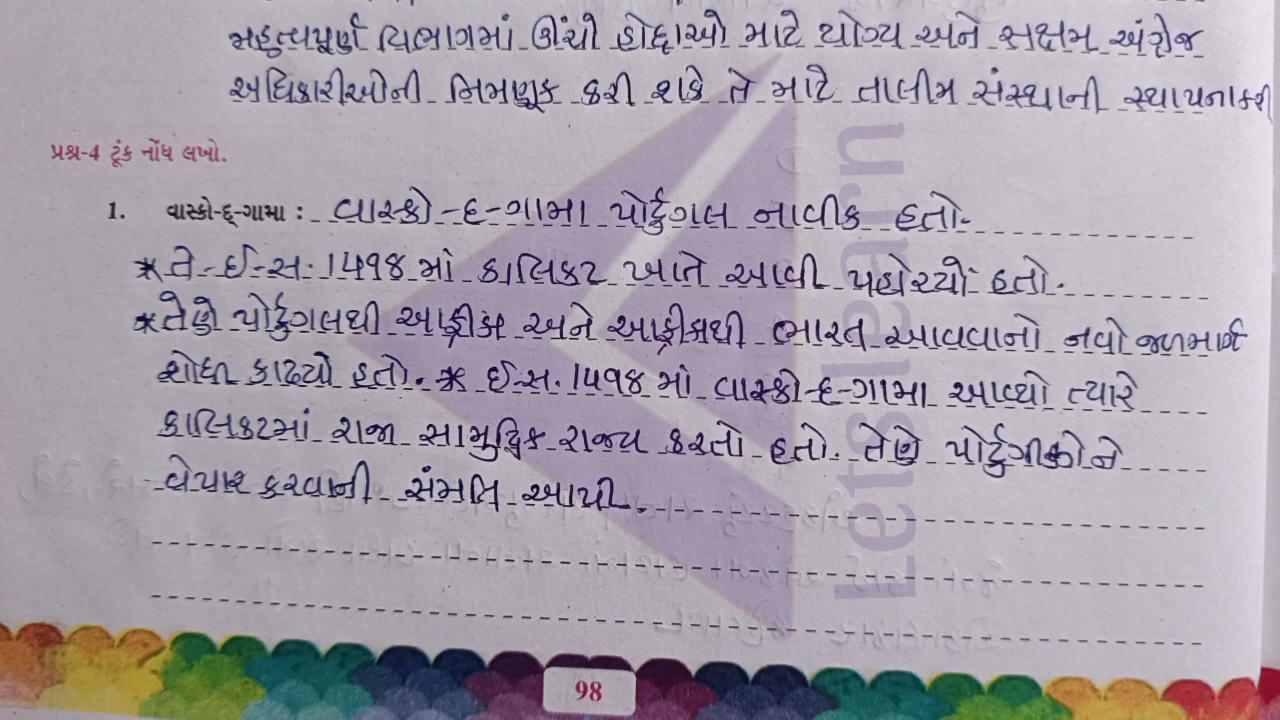 મહત્વપૂર્ણ વિભાગમાં ઊંચી હોદ્દાઓ માટે યોગ્ય અને સક્ષમ અંગ્રેજ
અધિકારીઓની નિમણૂક કરી શકે તે માટે તાલીમ સંસ્થાની સ્થાપના કરી
પ્રશ્ન-4 ટૂંક નોંધ લખો.
1. વાસ્કો-દ્-ગામા : વાસ્કો-દ-ગામા પોર્ટુગલ નાવીક હતો.
* તે ઈ.સ. 1498 માં કાલિકટ ખાતે આવી પહોચ્યો હતો.
* તેણે પોર્ટુગલથી આફ્રીકા અને આફ્રીકાથી ભારત આવવાનો નવો જળમાર્ગ
શોધી કાઢ્યો હતો. * ઈ.સ. 1498 માં વાસ્કો-દ-ગામા આવ્યો ત્યારે
કાલિકટમાં રાજા સામુદ્રિક રાજ્ય કરતો હતો. તેણે પોર્ટુગીકોને
વેપાર કરવાની સંમતિ આપી.
Letslearn
98